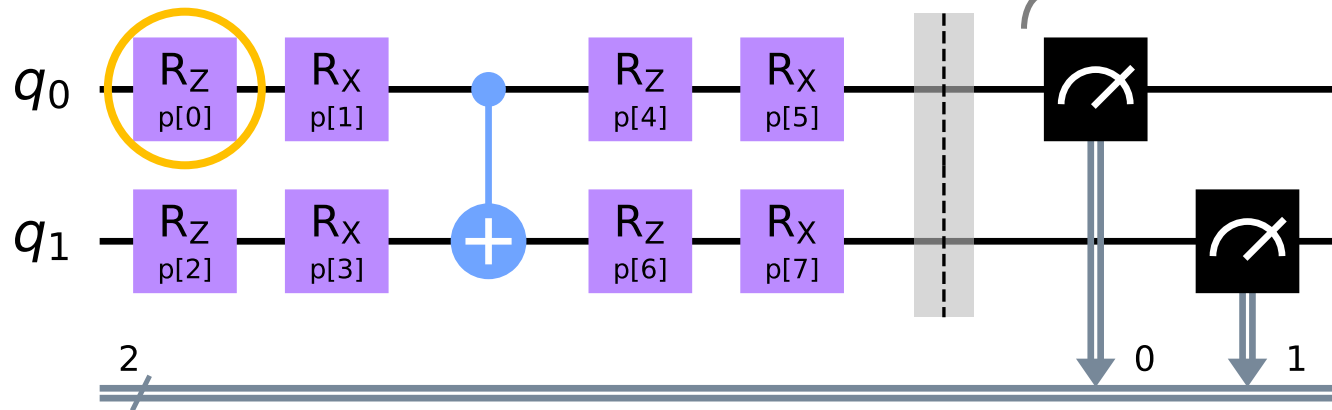 q0 RZ p[0] RX p[1] RZ p[4] RX p[5]
q1 RZ p[2] RX p[3] RZ p[6] RX p[7]
2 0 1